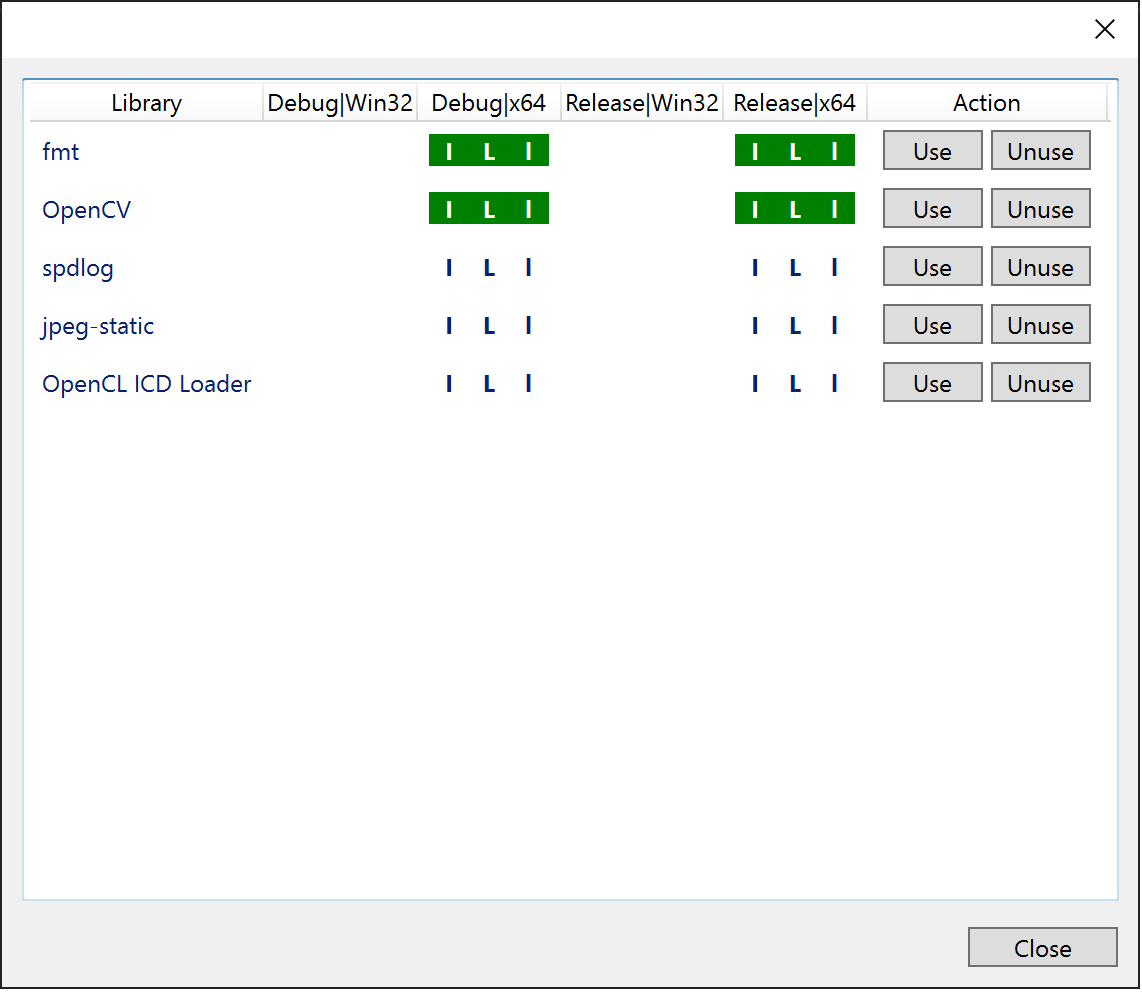 Library Debug|Win32 Debug|x64 Release|Win32 Release|x64 Action
fmt I L l I L l Use Unuse
OpenCV I L l I L l Use Unuse
spdlog I L l I L l Use Unuse
jpeg-static I L l I L l Use Unuse
OpenCL ICD Loader I L l I L l Use Unuse
Close